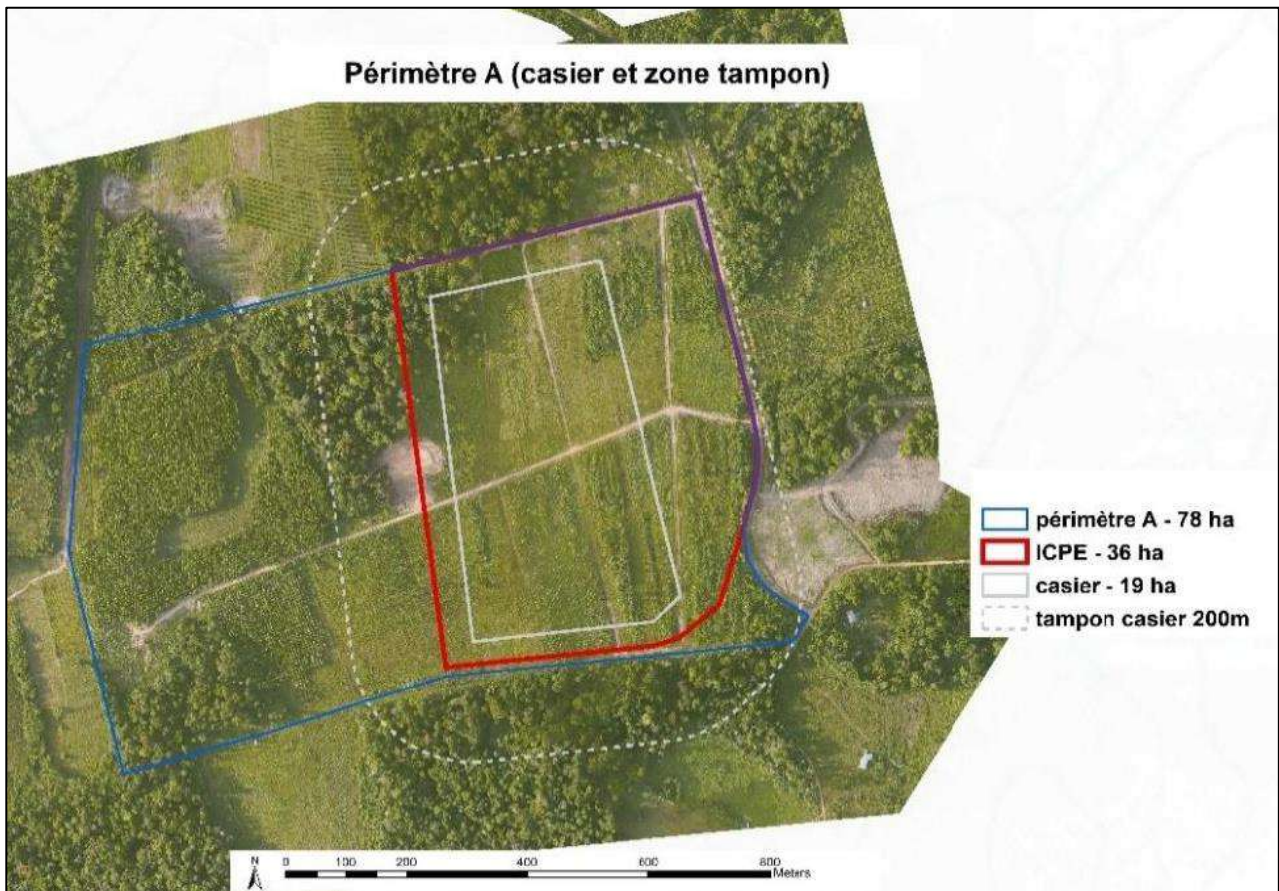 Périmètre A (casier et zone tampon)
périmètre A - 78 ha
ICPE - 36 ha
casier - 19 ha
tampon casier 200m
N
0 100 200 400 600 800
Meters